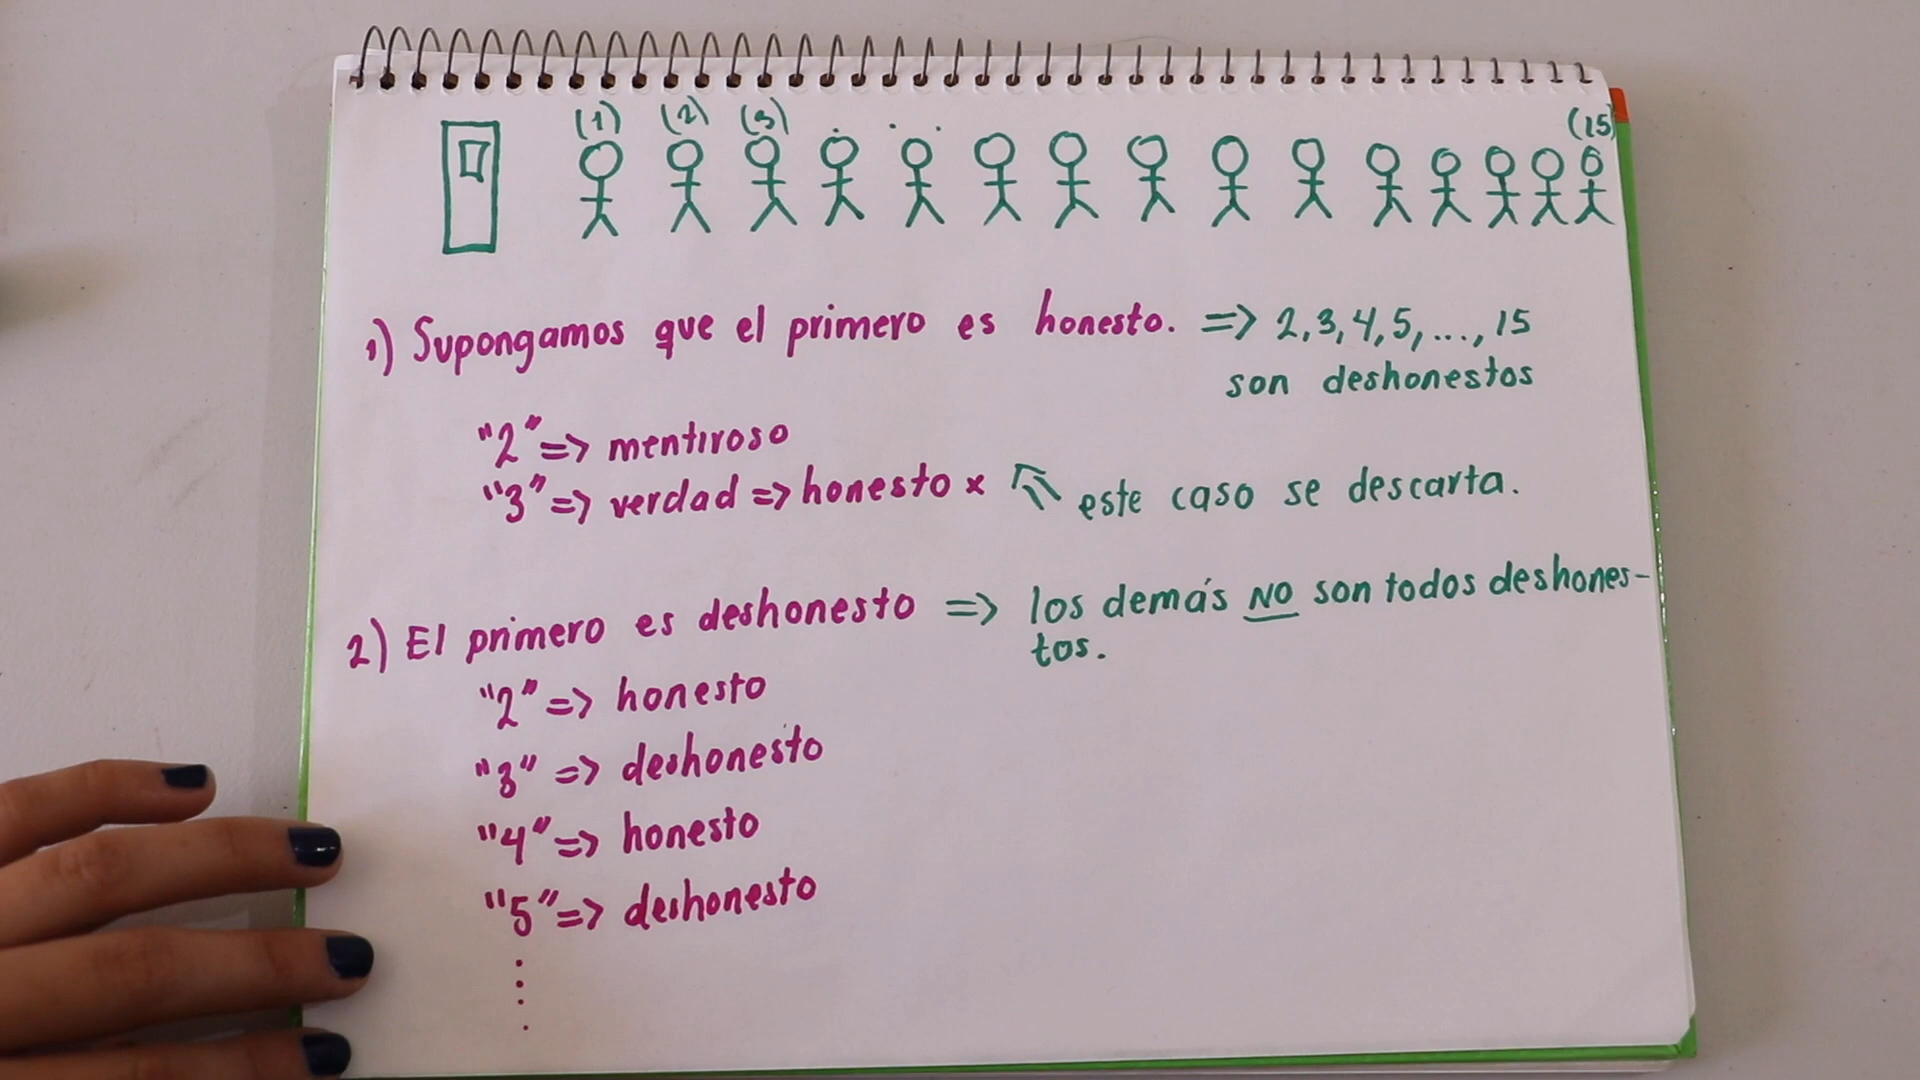 (1) (2) (3) . . . (15)
1) Supongamos que el primero es honesto. => 2, 3, 4, 5, ..., 15
son deshonestos
"2" => mentiroso
"3" => verdad => honesto x este caso se descarta.
2) El primero es deshonesto => los demás NO son todos deshones-
tos.
"2" => honesto
"3" => deshonesto
"4" => honesto
"5" => deshonesto